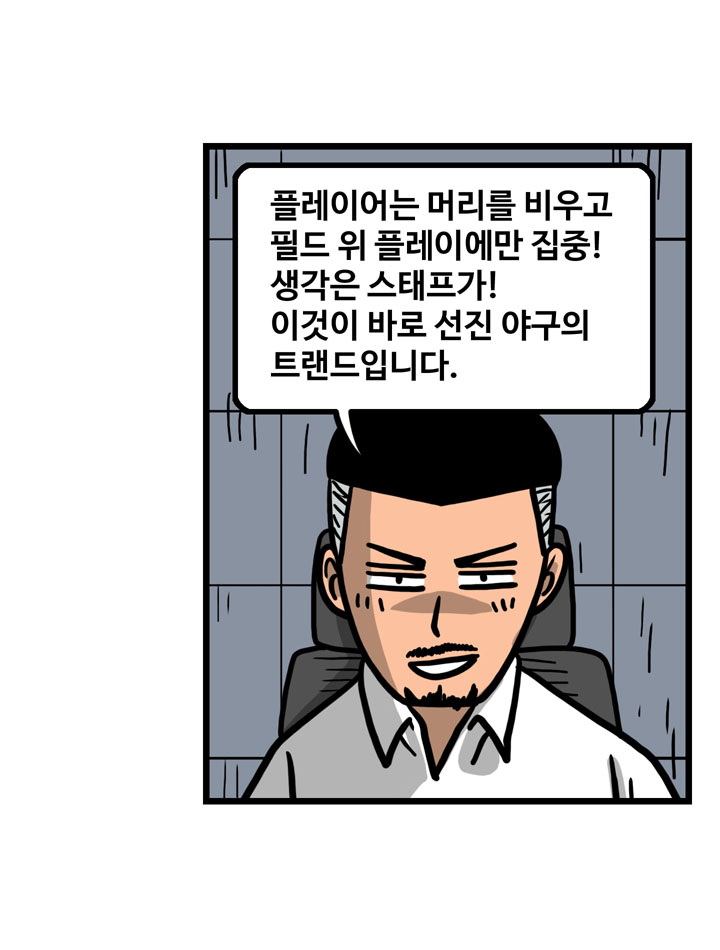 플레이어는 머리를 비우고
필드 위 플레이에만 집중!
생각은 스태프가!
이것이 바로 선진 야구의
트랜드입니다.